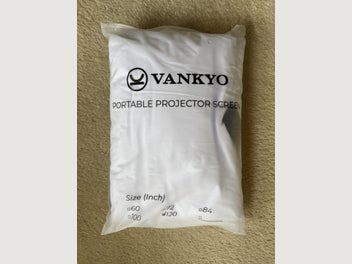 VANKYO
PORTABLE PROJECTOR SCREEN
Size (Inch)
60 72 84
100 120